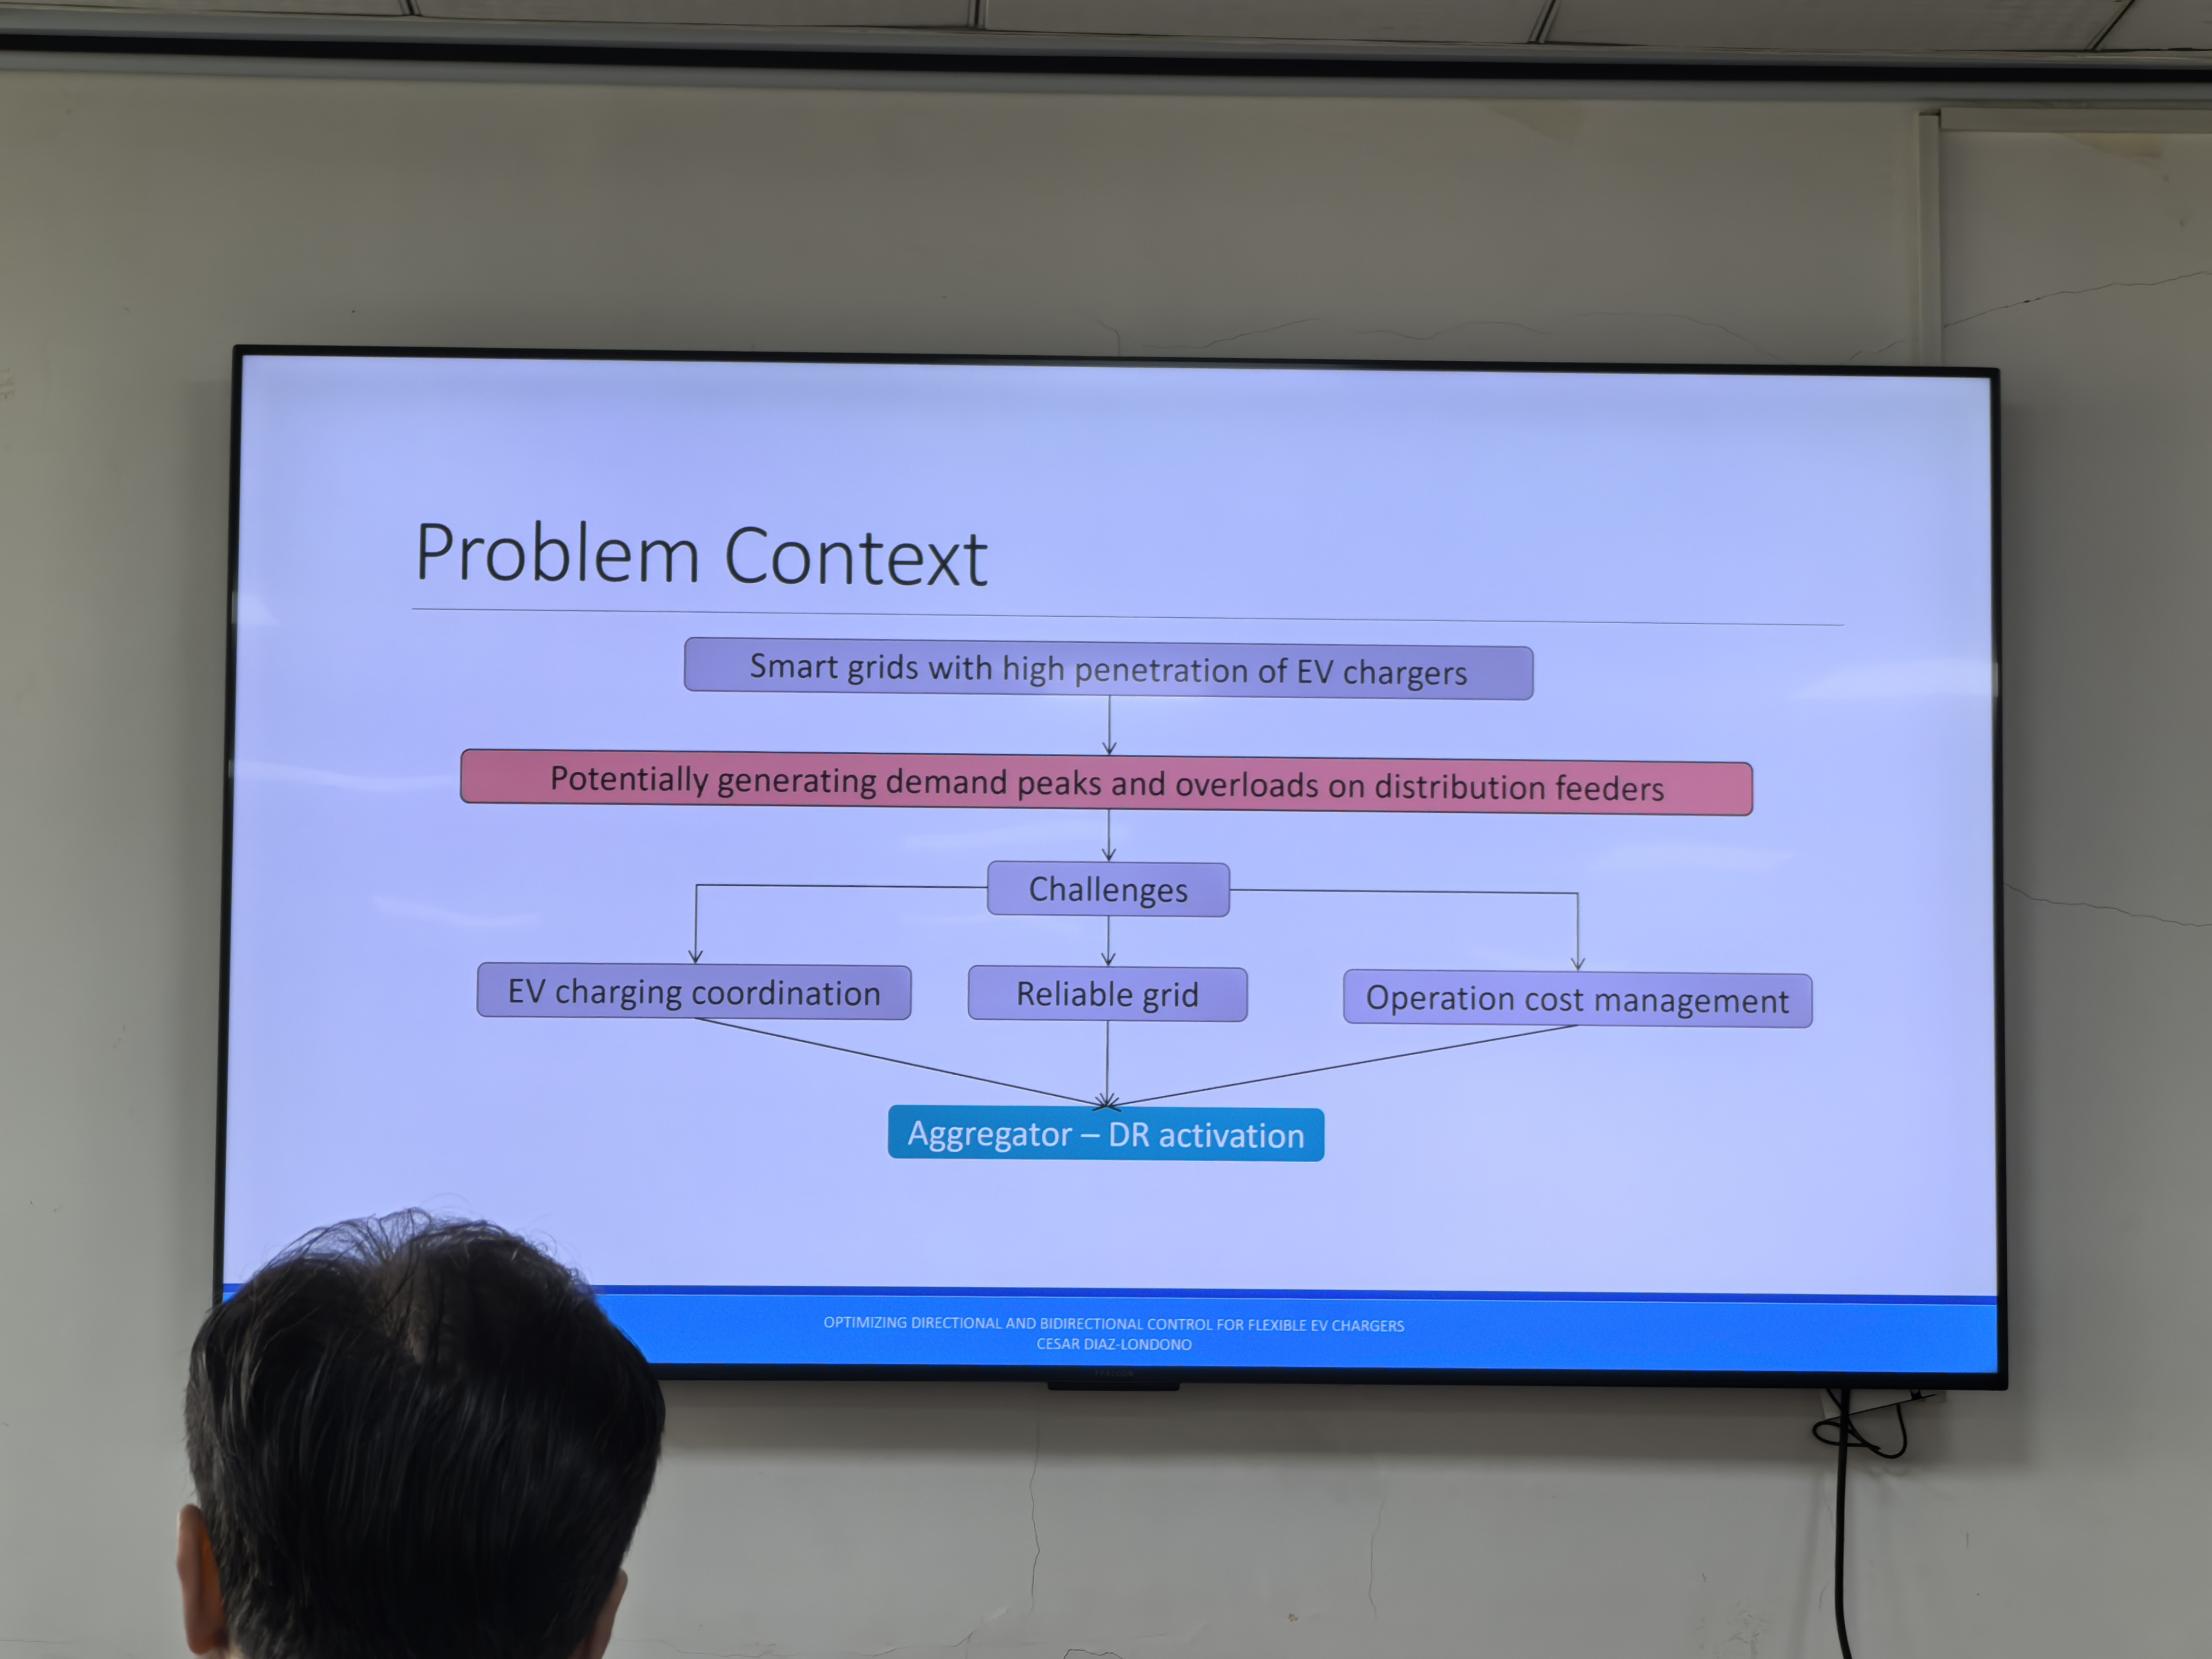 Problem Context
Smart grids with high penetration of EV chargers
Potentially generating demand peaks and overloads on distribution feeders
Challenges
EV charging coordination
Reliable grid
Operation cost management
Aggregator – DR activation
OPTIMIZING DIRECTIONAL AND BIDIRECTIONAL CONTROL FOR FLEXIBLE EV CHARGERS
CESAR DIAZ-LONDONO